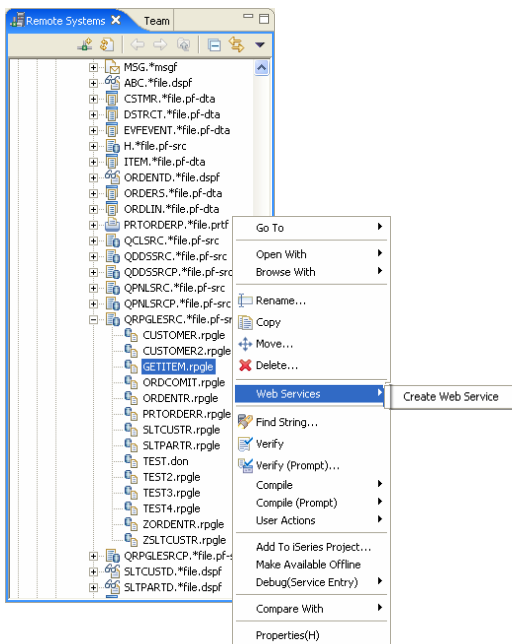 Remote Systems
Team
MSG.*msgf
ABC.*file.dspf
CSTMR.*file.pf-dta
DSTRCT.*file.pf-dta
EVFEVENT.*file.pf-dta
H.*file.pf-src
ITEM.*file.pf-dta
ORDENTD.*file.dspf
ORDERS.*file.pf-dta
ORDLIN.*file.pf-dta
PRTORDERP.*file.prtf
QCLSRC.*file.pf-src
QDDSSRC.*file.pf-src
QDDSSRCP.*file.pf-src
QPNLSRC.*file.pf-src
QPNLSRCP.*file.pf-src
QRPGLESRC.*file.pf-sr
CUSTOMER.rpgle
CUSTOMER2.rpgle
GETITEM.rpgle
ORDCOMIT.rpgle
ORDENTR.rpgle
PRTORDERR.rpgle
SLTCUSTR.rpgle
SLTPARTR.rpgle
TEST.don
TEST2.rpgle
TEST3.rpgle
TEST4.rpgle
ZORDENTR.rpgle
ZSLTCUSTR.rpgle
QRPGLESRCP.*file.pf-s
SLTCUSTD.*file.dspf
SLTPARTD.*file.dspf
Go To
Open With
Browse With
Rename...
Copy
Move...
Delete...
Web Services
Create Web Service
Find String...
Verify
Verify (Prompt)...
Compile
Compile (Prompt)
User Actions
Add To iSeries Project...
Make Available Offline
Debug(Service Entry)
Compare With
Properties(H)